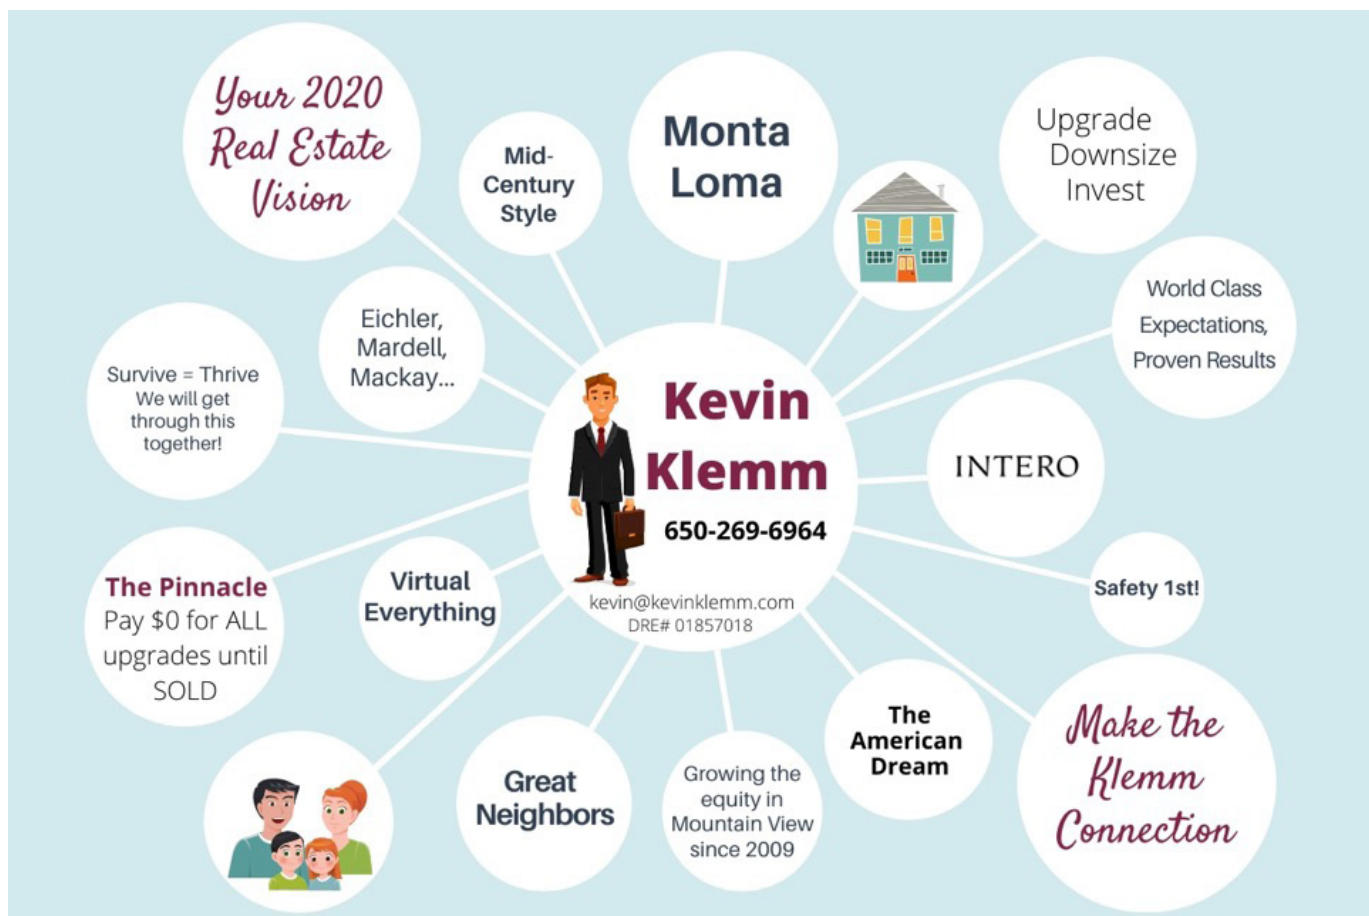 Your 2020
Real Estate
Vision
Mid-
Century
Style
Monta
Loma
Upgrade
Downsize
Invest
World Class
Expectations,
Proven Results
Eichler,
Mardell,
Mackay...
Survive = Thrive
We will get
through this
together!
Kevin
Klemm
650-269-6964
kevin@kevinklemm.com
DRE# 01857018
INTERO
Safety 1st!
The Pinnacle
Pay $0 for ALL
upgrades until
SOLD
Virtual
Everything
Great
Neighbors
Growing the
equity in
Mountain View
since 2009
The
American
Dream
Make the
Klemm
Connection